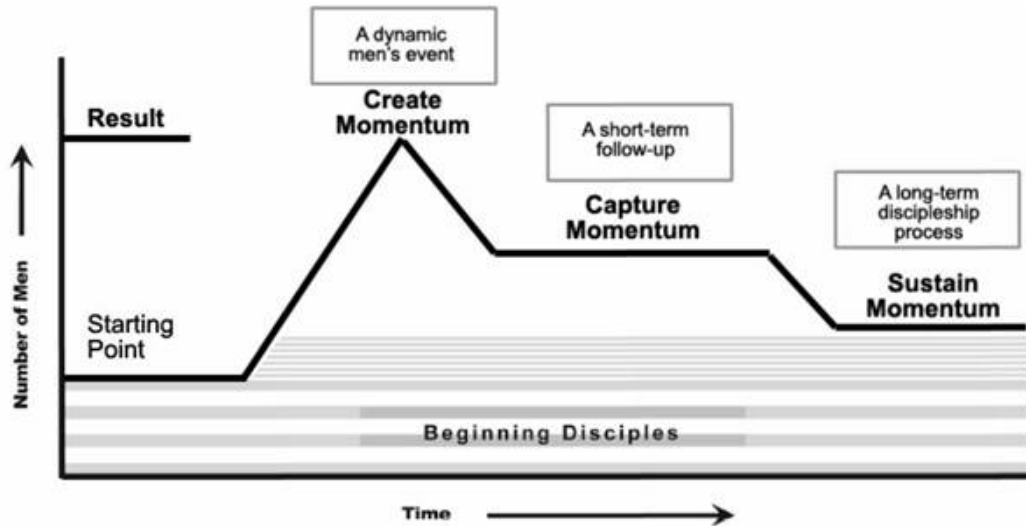 A dynamic
men's event
Create
Momentum
Result
A short-term
follow-up
Capture
Momentum
A long-term
discipleship
process
Sustain
Momentum
Starting
Point
Number of Men
Beginning Disciples
Time